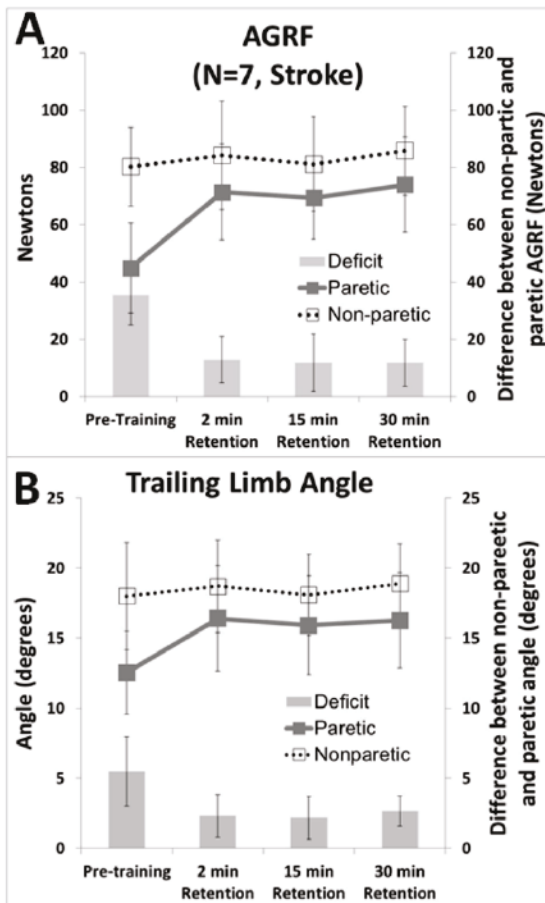 A
AGRF
(N=7, Stroke)
120
100
80
60
40
20
0
Newtons
120
100
80
60
40
20
0
Difference between non-partic and
paretic AGRF (Newtons)
Deficit
Paretic
Non-paretic
Pre-Training
2 min
Retention
15 min
Retention
30 min
Retention
B
Trailing Limb Angle
25
20
15
10
5
0
Angle (degrees)
25
20
15
10
5
0
Difference between non-pareetic
and paretic angle (degrees)
Deficit
Paretic
Nonparetic
Pre-training
2 min
Retention
15 min
Retention
30 min
Retention